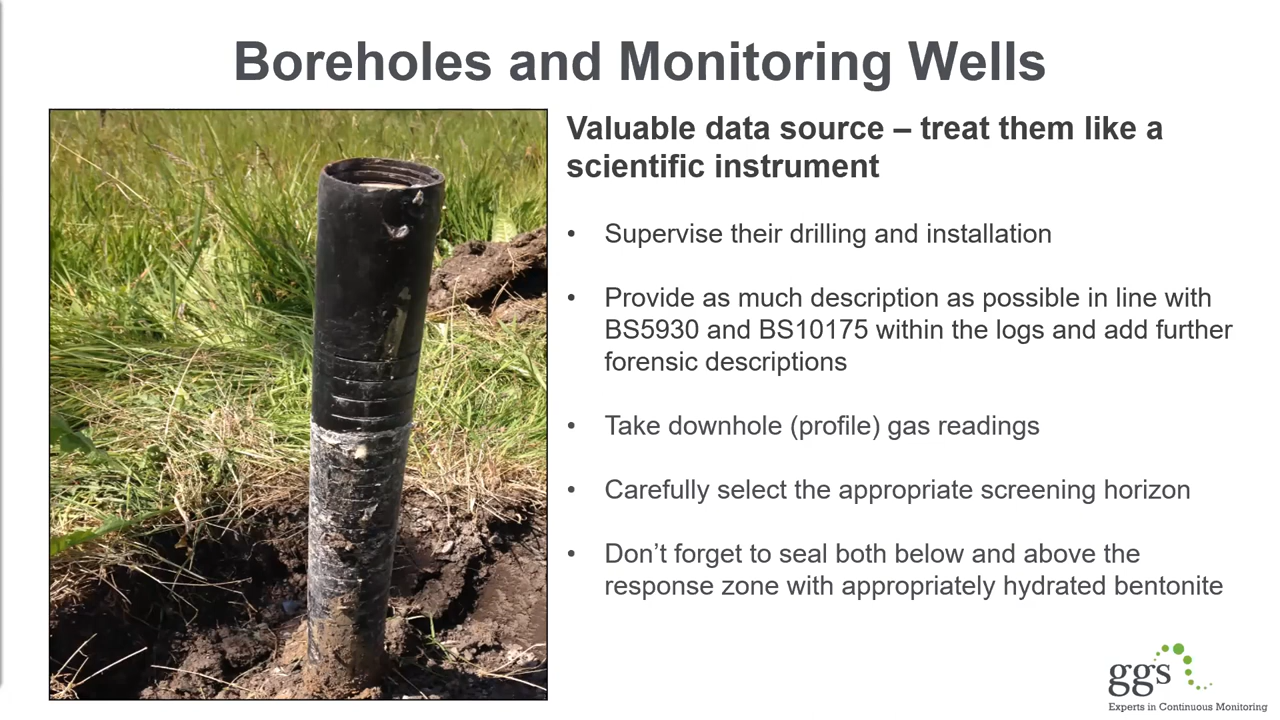 Boreholes and Monitoring Wells
Valuable data source – treat them like a
scientific instrument
• Supervise their drilling and installation
• Provide as much description as possible in line with
BS5930 and BS10175 within the logs and add further
forensic descriptions
• Take downhole (profile) gas readings
• Carefully select the appropriate screening horizon
• Don’t forget to seal both below and above the
response zone with appropriately hydrated bentonite
ggs
Experts in Continuous Monitoring